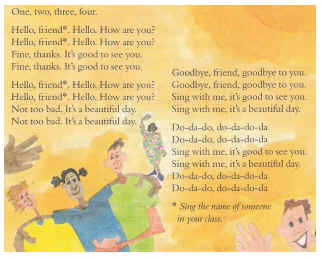 One, two, three, four.
Hello, friend*. Hello. How are you?
Hello, friend*. Hello. How are you?
Fine, thanks. It's good to see you.
Fine, thanks. It's good to see you.
Hello, friend*. Hello. How are you?
Hello, friend*. Hello. How are you?
Not too bad. It's a beautiful day.
Not too bad. It's a beautiful day.
Goodbye, friend, goodbye to you.
Goodbye, friend, goodbye to you.
Sing with me, it's good to see you.
Sing with me, it's a beautiful day.
Do-da-do, do-da-do-da
Do-da-do, do-da-do-da
Sing with me, it's good to see you.
Sing with me, it's a beautiful day.
Do-da-do, do-da-do-da
Do-da-do, do-da-do-da
* Sing the name of someone
in your class.